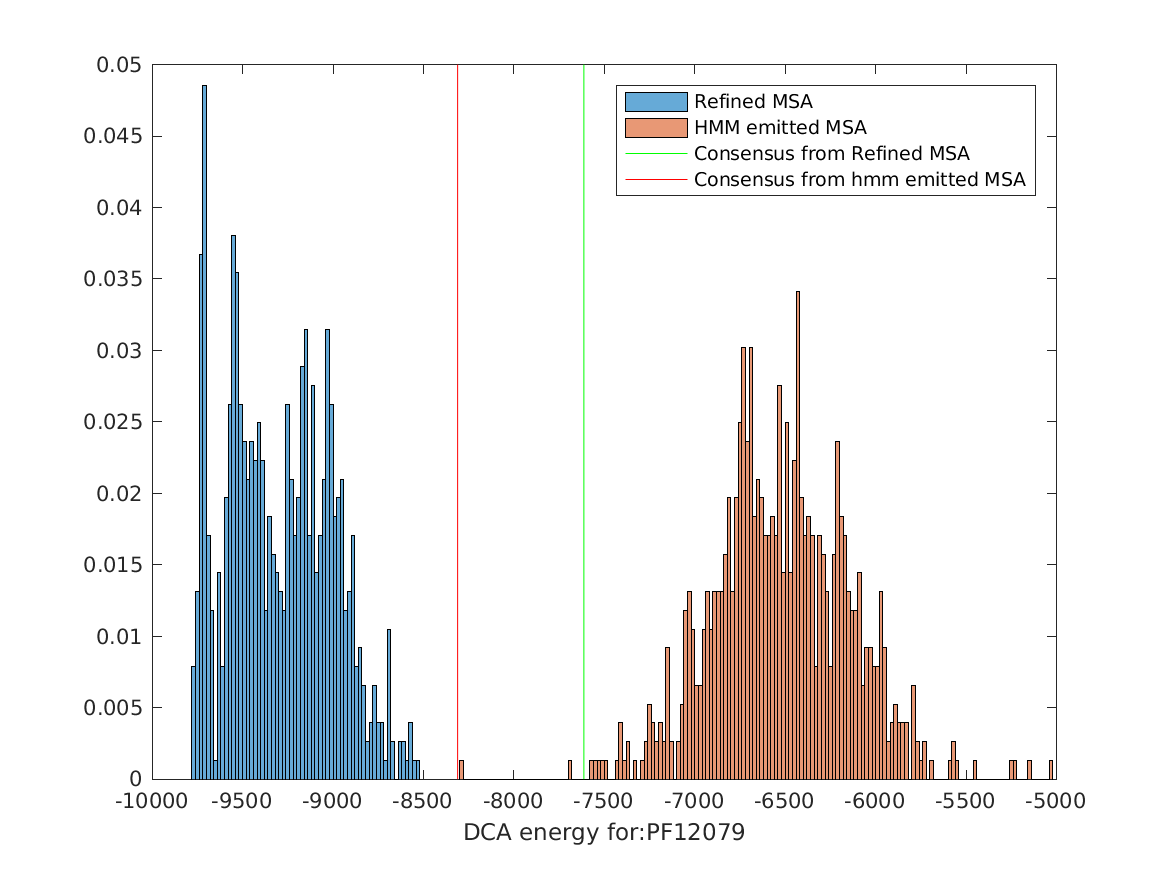 0.05
0.045
0.04
0.035
0.03
0.025
0.02
0.015
0.01
0.005
0
Refined MSA
HMM emitted MSA
Consensus from Refined MSA
Consensus from hmm emitted MSA
-10000 -9500 -9000 -8500 -8000 -7500 -7000 -6500 -6000 -5500 -5000
DCA energy for:PF12079